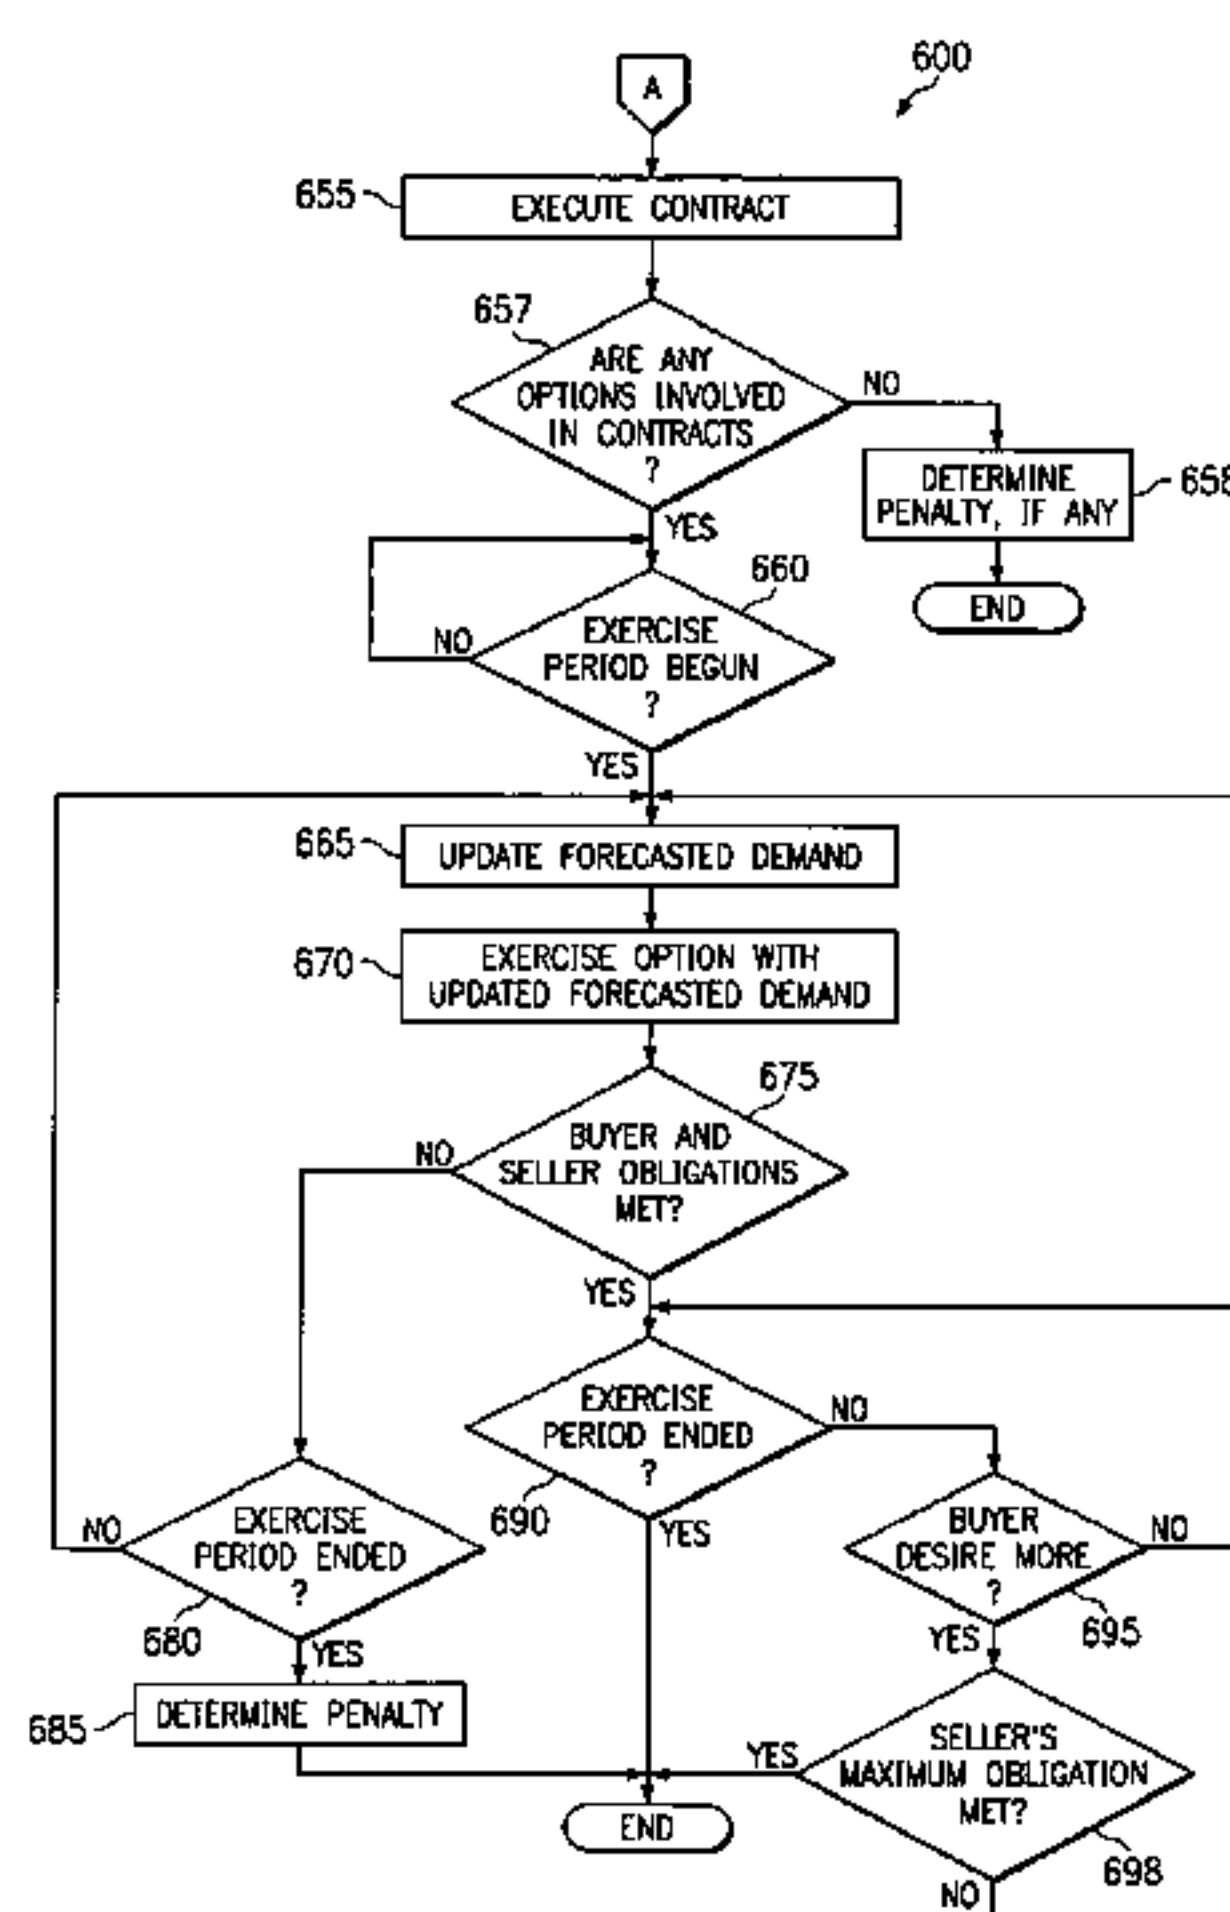 600
A
655
EXECUTE CONTRACT
657
ARE ANY
OPTIONS INVOLVED
IN CONTRACTS
?
NO
DETERMINE
PENALTY, IF ANY
658
END
YES
660
EXERCISE
PERIOD BEGUN
?
NO
YES
665
UPDATE FORECASTED DEMAND
670
EXERCISE OPTION WITH
UPDATED FORECASTED DEMAND
675
BUYER AND
SELLER OBLIGATIONS
MET?
NO
YES
EXERCISE
PERIOD ENDED
?
690
NO
YES
EXERCISE
PERIOD ENDED
?
NO
680
YES
BUYER
DESIRE MORE
?
NO
695
YES
685
DETERMINE PENALTY
SELLER'S
MAXIMUM OBLIGATION
MET?
YES
698
NO
END